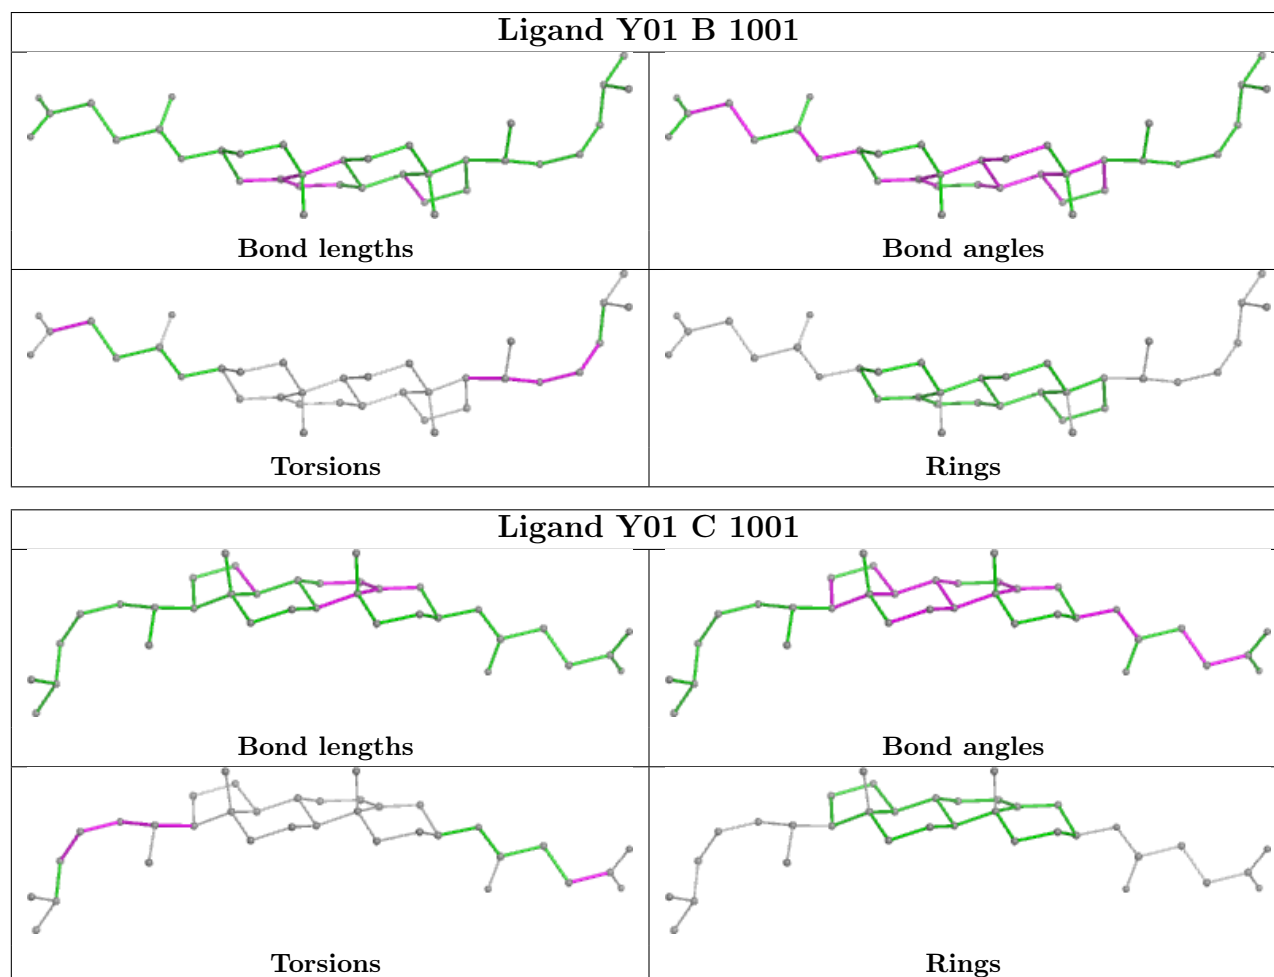 Ligand Y01 B 1001
Bond lengths
Bond angles
Torsions
Rings
Ligand Y01 C 1001
Bond lengths
Bond angles
Torsions
Rings